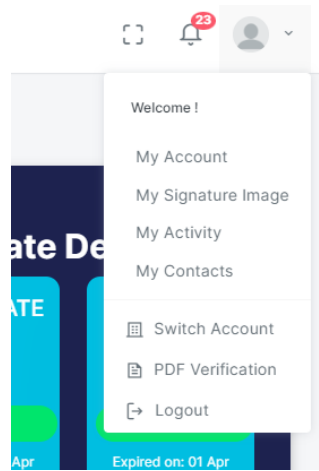 23
Welcome !
My Account
My Signature Image
My Activity
My Contacts
Switch Account
PDF Verification
Logout
ate De
ATE
Apr
Expired on: 01 Apr